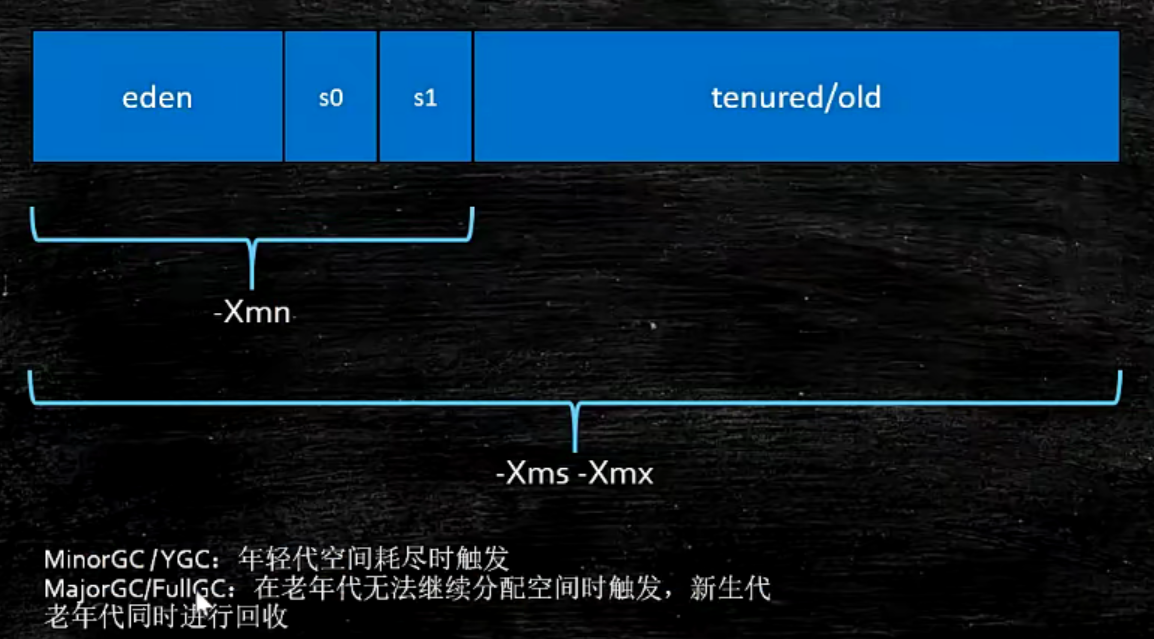 eden s0 s1 tenured/old
-Xmn
-Xms -Xmx
MinorGC/YGC：年轻代空间耗尽时触发
MajorGC/FullGC：在老年代无法继续分配空间时触发，新生代
老年代同时进行回收